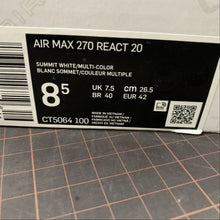 AIR MAX 270 REACT 20
SUMMIT WHITE/MULTI-COLOR
BLANC SOMMET/COULEUR MULTIPLE
8.5
UK 7.5 cm 26.5
BR 40 EUR 42
CT5064 100